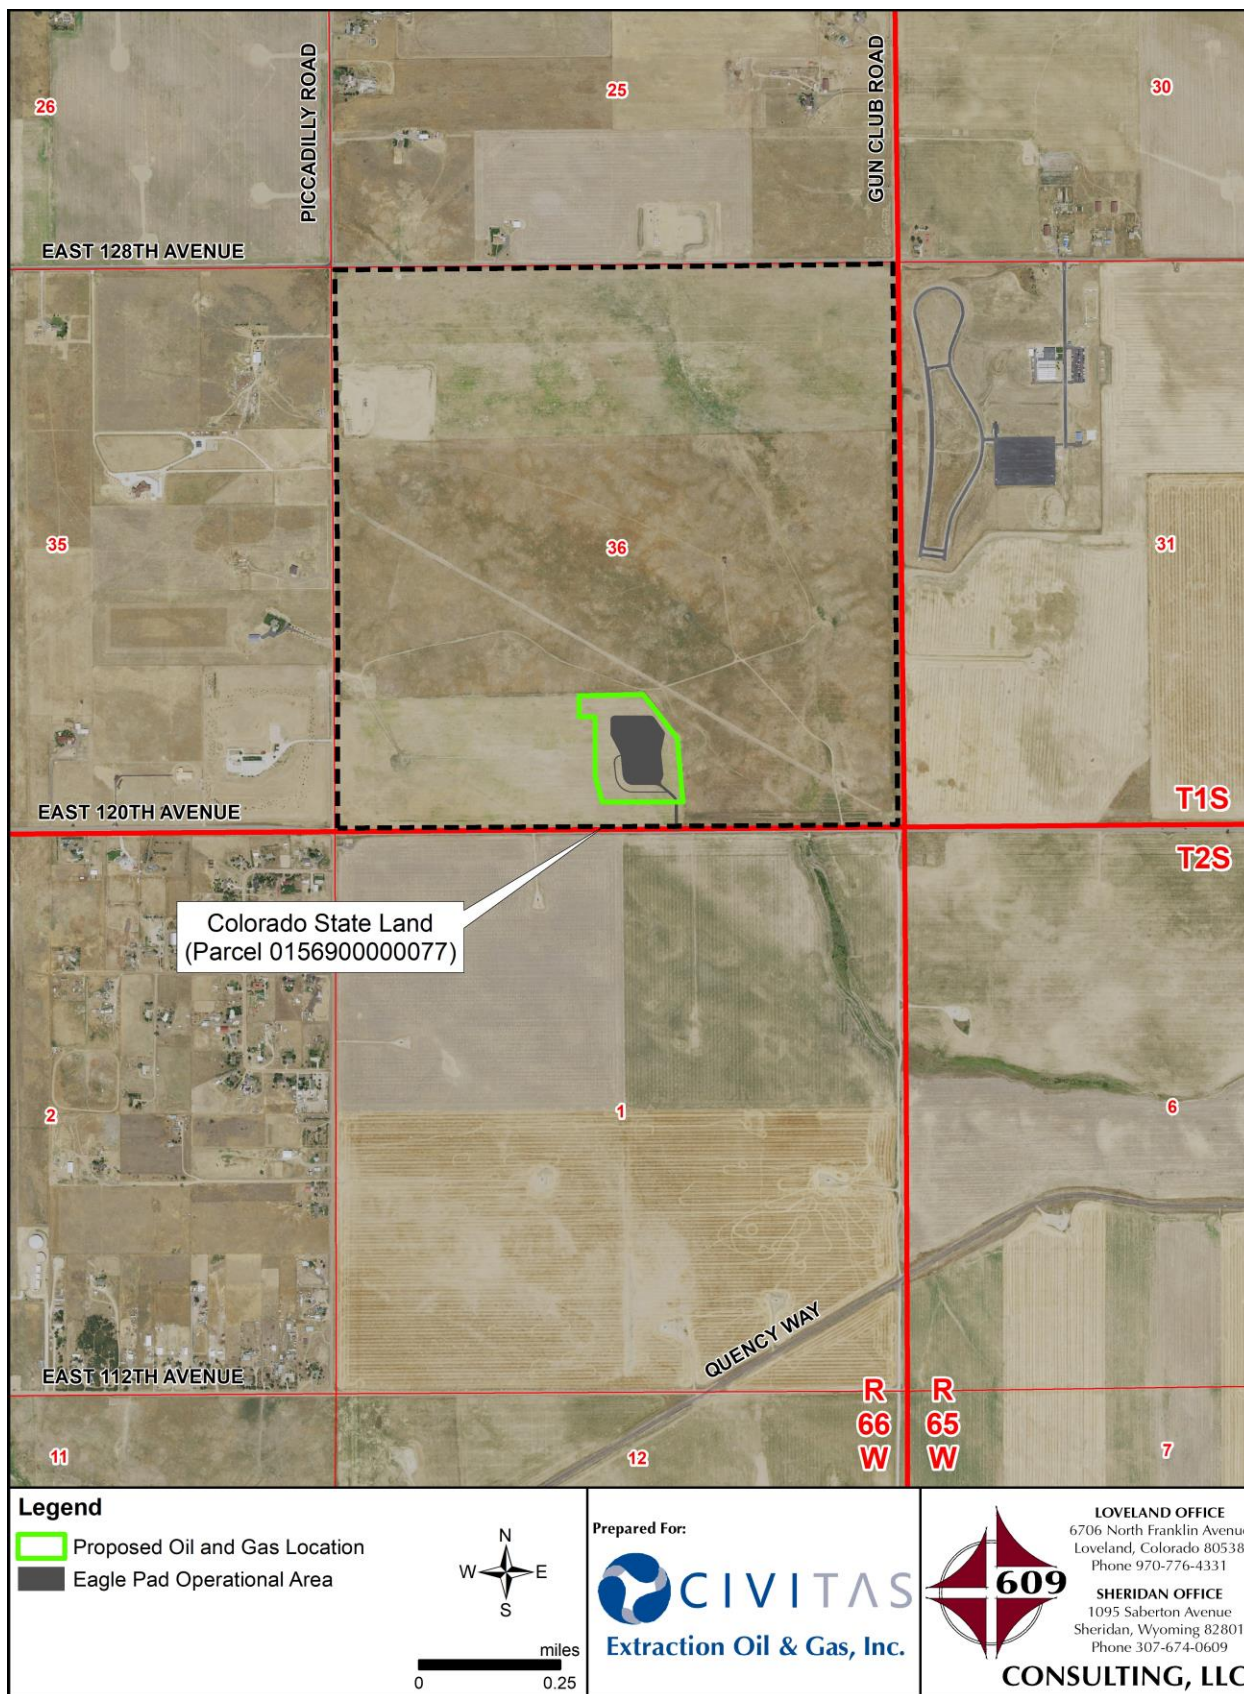 26
PICCADILLY ROAD
25
GUN CLUB ROAD
30
EAST 128TH AVENUE
35
36
31
EAST 120TH AVENUE
T1S
T2S
Colorado State Land
(Parcel 0156900000077)
2
1
6
QUENCY WAY
EAST 112TH AVENUE
R
66
W
R
65
W
11
12
7
Legend
Proposed Oil and Gas Location
Eagle Pad Operational Area
N
W E
S
miles
0 0.25
Prepared For:
CIVITAS
Extraction Oil & Gas, Inc.
609
LOVELAND OFFICE
6706 North Franklin Avenu
Loveland, Colorado 80538
Phone 970-776-4331
SHERIDAN OFFICE
1095 Saberton Avenue
Sheridan, Wyoming 82801
Phone 307-674-0609
CONSULTING, LLC